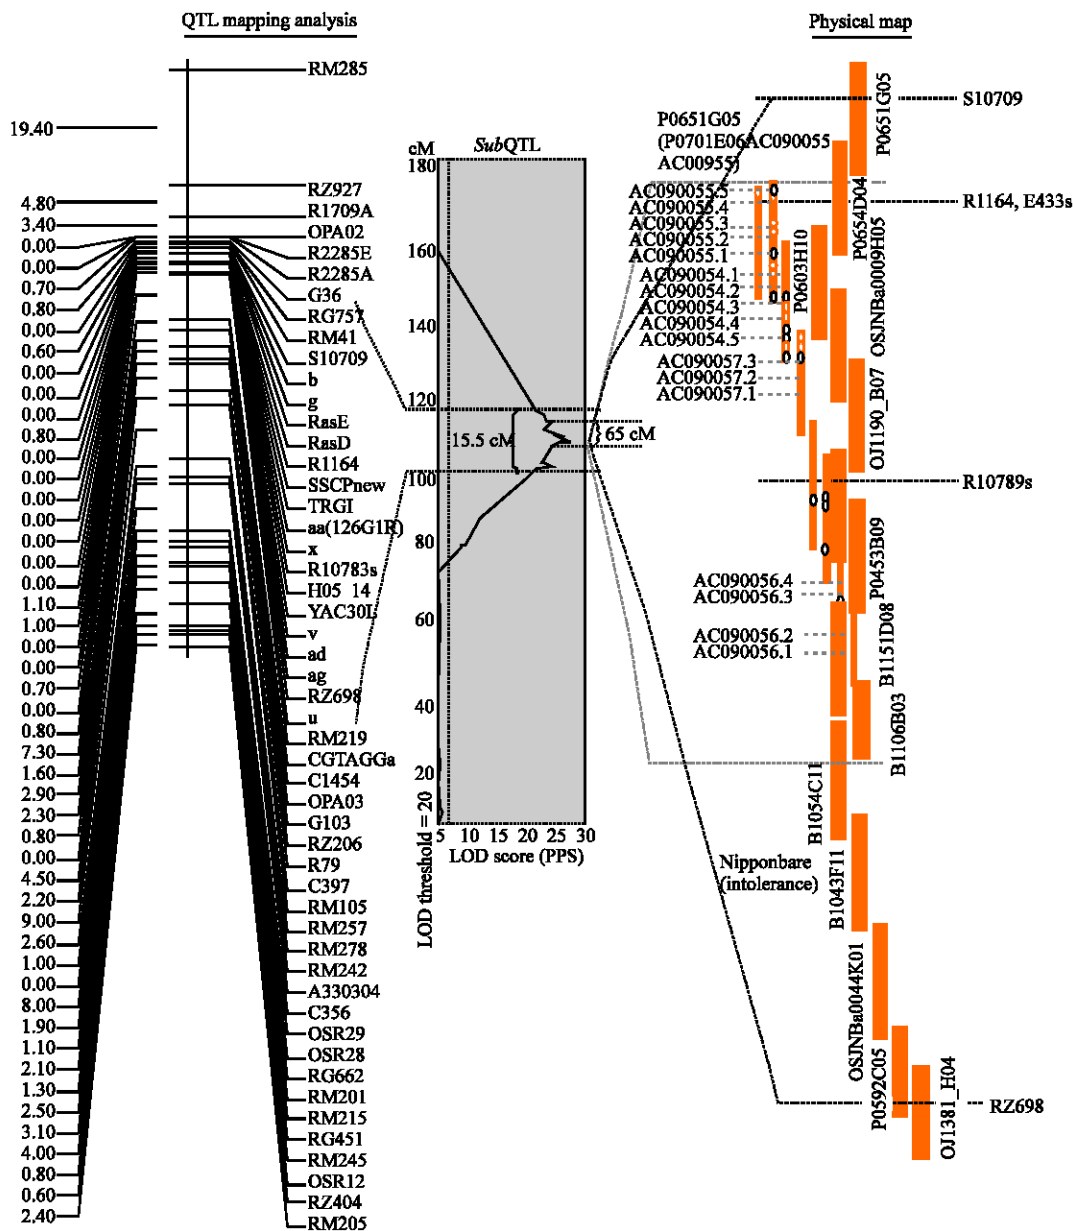 QTL mapping analysis
19.40
4.80
3.40
0.00
0.00
0.70
0.80
0.00
0.60
0.00
0.00
0.00
0.80
0.00
0.00
0.00
0.00
0.00
0.00
1.10
1.00
0.00
0.00
0.70
0.00
0.80
7.30
1.60
2.90
2.30
0.80
0.00
4.50
2.20
9.00
2.60
1.00
0.00
8.00
1.90
1.10
2.10
1.30
2.50
3.10
4.00
0.80
0.60
2.40
RM285
RZ927
R1709A
OPA02
R2285E
R2285A
G36
RG757
RM41
S10709
b
g
RasE
RasD
R1164
SSCPnew
TRGI
aa(126G1R)
x
R10783s
H05_14
YAC30L
v
ad
ag
RZ698
u
RM219
CGTAGGa
C1454
OPA03
G103
RZ206
R79
C397
RM105
RM257
RM278
RM242
A330304
C356
OSR29
OSR28
RG662
RM201
RM215
RG451
RM245
OSR12
RZ404
RM205
cM
SubQTL
180
160
140
120
100
80
60
40
20
15.5 cM
65 cM
5 10 15 20 25 30
LOD score (PPS)
LOD threshold = 20
Physical map
P0651G05
(P0701E06AC090055
AC00955)
AC090055.5
AC090055.4
AC090055.3
AC090055.2
AC090055.1
AC090054.1
AC090054.2
AC090054.3
AC090054.4
AC090054.5
AC090057.3
AC090057.2
AC090057.1
AC090056.4
AC090056.3
AC090056.2
AC090056.1
Nipponbare
(intolerance)
P0651G05
P0654D04
P0603H10
OSJNBa0009H05
OJ1190_B07
P0453B09
B1151D08
B1106B03
B1054C11
B1043F11
OSJNBa0044K01
P0592C05
OJ1381_H04
S10709
R1164, E433s
R10789s
RZ698